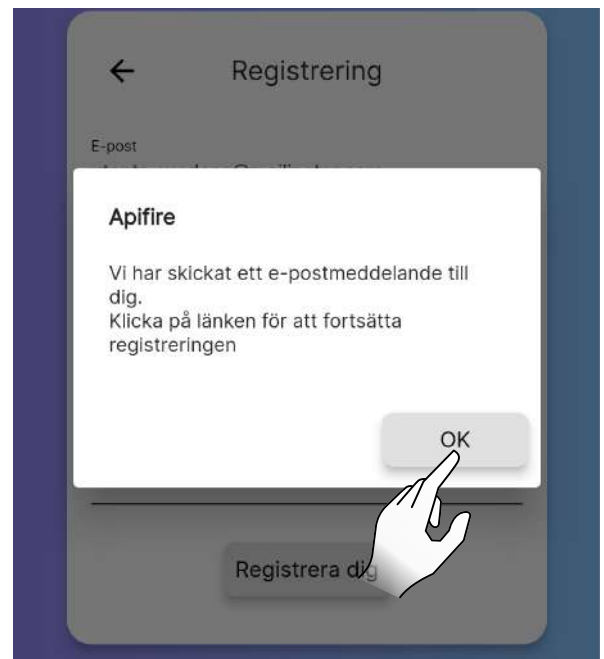 Registrering
E-post
Apifire
Vi har skickat ett e-postmeddelande till
dig.
Klicka på länken för att fortsätta
registreringen
OK
Registrera dig